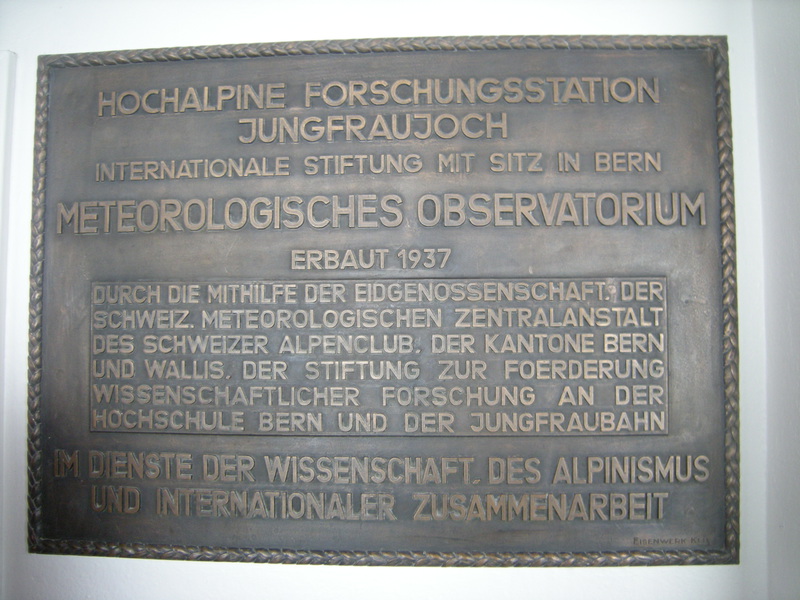 HOCHALPINE FORSCHUNGSSTATION
JUNGFRAUJOCH
INTERNATIONALE STIFTUNG MIT SITZ IN BERN
METEOROLOGISCHES OBSERVATORIUM
ERBAUT 1937
DURCH DIE MITHILFE DER EIDGENOSSENSCHAFT, DER
SCHWEIZ. METEOROLOGISCHEN ZENTRALANSTALT
DES SCHWEIZER ALPENCLUB, DER KANTONE BERN
UND WALLIS, DER STIFTUNG ZUR FOERDERUNG
WISSENSCHAFTLICHER FORSCHUNG AN DER
HOCHSCHULE BERN UND DER JUNGFRAUBAHN
IM DIENSTE DER WISSENSCHAFT, DES ALPINISMUS
UND INTERNATIONALER ZUSAMMENARBEIT
EISENWERK